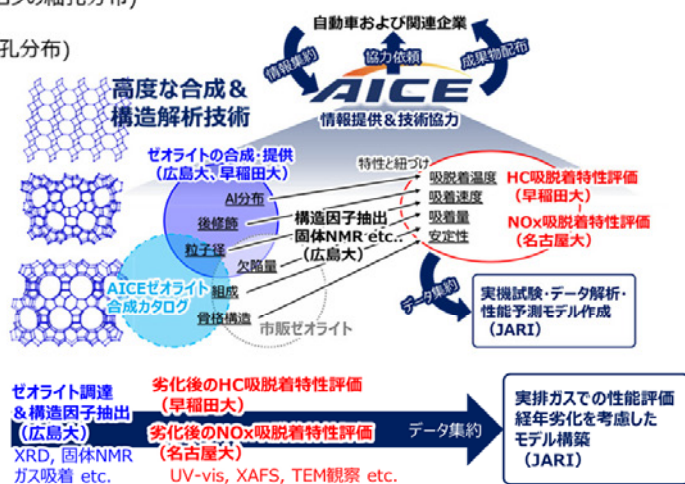 孔分布)
自動車および関連企業
情報集約
協力依頼
成果物配布
AICE
情報提供&技術協力
高度な合成&
構造解析技術
ゼオライトの合成・提供
(広島大、早稲田大)
特性と紐づけ
Al分布
後修飾
粒子径
欠陥量
組成
骨格構造
構造因子抽出
固体NMR etc..
(広島大)
AICEゼオライト
合成カタログ
市販ゼオライト
吸脱着温度
吸着速度
吸着量
安定性
HC吸脱着特性評価
(早稲田大)
NOx吸脱着特性評価
(名古屋大)
データ集約
実機試験・データ解析・
性能予測モデル作成
(JARI)
ゼオライト調達
&構造因子抽出
(広島大)
XRD, 固体NMR
ガス吸着 etc.
劣化後のHC吸脱着特性評価
(早稲田大)
劣化後のNOx吸脱着特性評価
(名古屋大)
UV-vis, XAFS, TEM観察 etc.
データ集約
実排ガスでの性能評価
経年劣化を考慮した
モデル構築
(JARI)